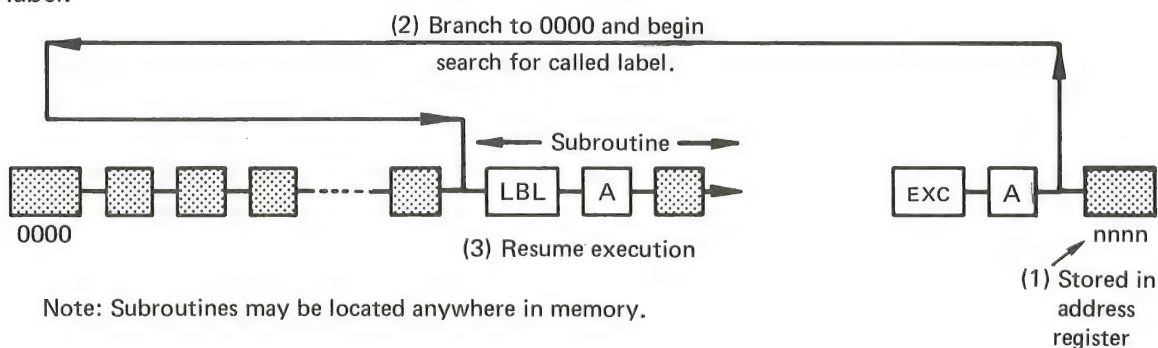 label.
(2) Branch to 0000 and begin
search for called label.
Subroutine
LBL A EXC A
0000 nnnn
(3) Resume execution
(1) Stored in
address
register
Note: Subroutines may be located anywhere in memory.